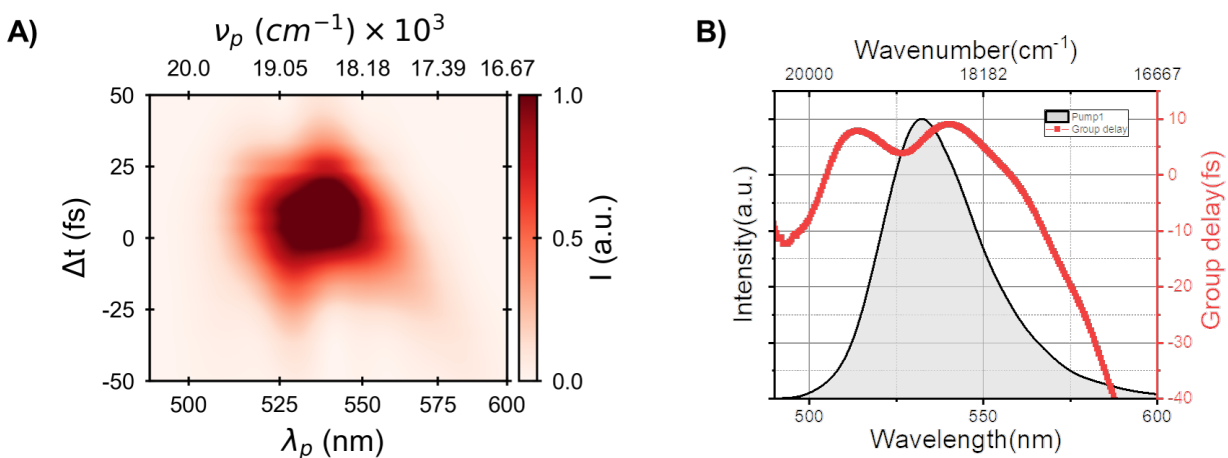 A)
ν_p (cm⁻¹) × 10³
20.0 19.05 18.18 17.39 16.67
50
25
0
-25
-50
Δt (fs)
500 525 550 575 600
λ_p (nm)
1.0
0.5
0.0
I (a.u.)
B)
Wavenumber(cm⁻¹)
20000 18182 16667
Pump1
Group delay
Intensity(a.u.)
10
0
-10
-20
-30
-40
Group delay(fs)
500 550 600
Wavelength(nm)